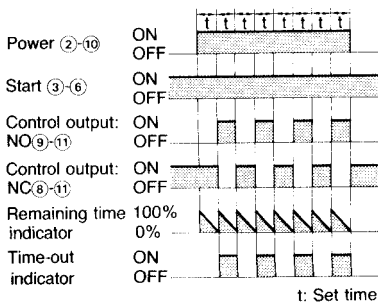 t t t t t t t t
Power ②-⑩ ON
OFF
Start ③-⑥ ON
OFF
Control output: ON
NO⑨-⑪ OFF
Control output: ON
NC⑧-⑪ OFF
Remaining time 100%
indicator 0%
Time-out ON
indicator OFF
t: Set time